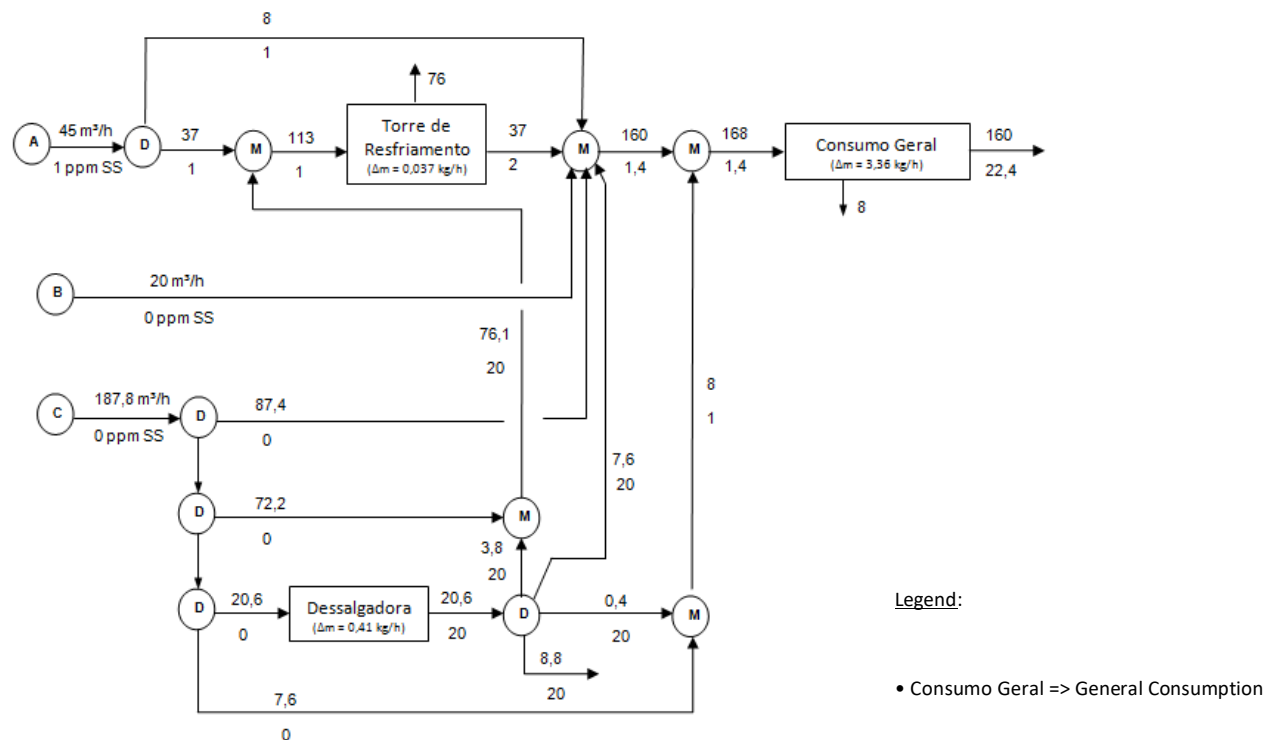 8
1
76
A
45 m³/h
1 ppm SS
D
37
1
M
113
1
Torre de
Resfriamento
(Δm = 0,037 kg/h)
37
2
M
160
1,4
M
168
1,4
Consumo Geral
(Δm = 3,36 kg/h)
160
22,4
8
B
20 m³/h
0 ppm SS
76,1
20
8
1
C
187,8 m³/h
0 ppm SS
D
87,4
0
7,6
20
D
72,2
0
M
3,8
20
D
20,6
0
Dessalgadora
(Δm = 0,41 kg/h)
20,6
20
D
0,4
20
M
8,8
20
7,6
0
Legend:
• Consumo Geral => General Consumption